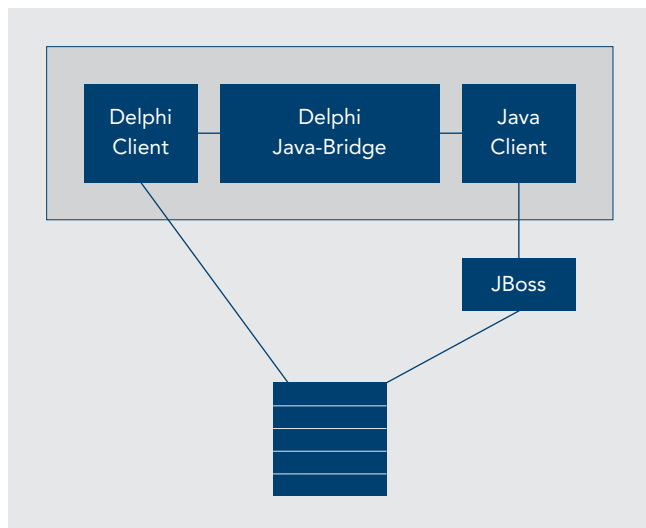 Delphi
Client
Delphi
Java-Bridge
Java
Client
JBoss